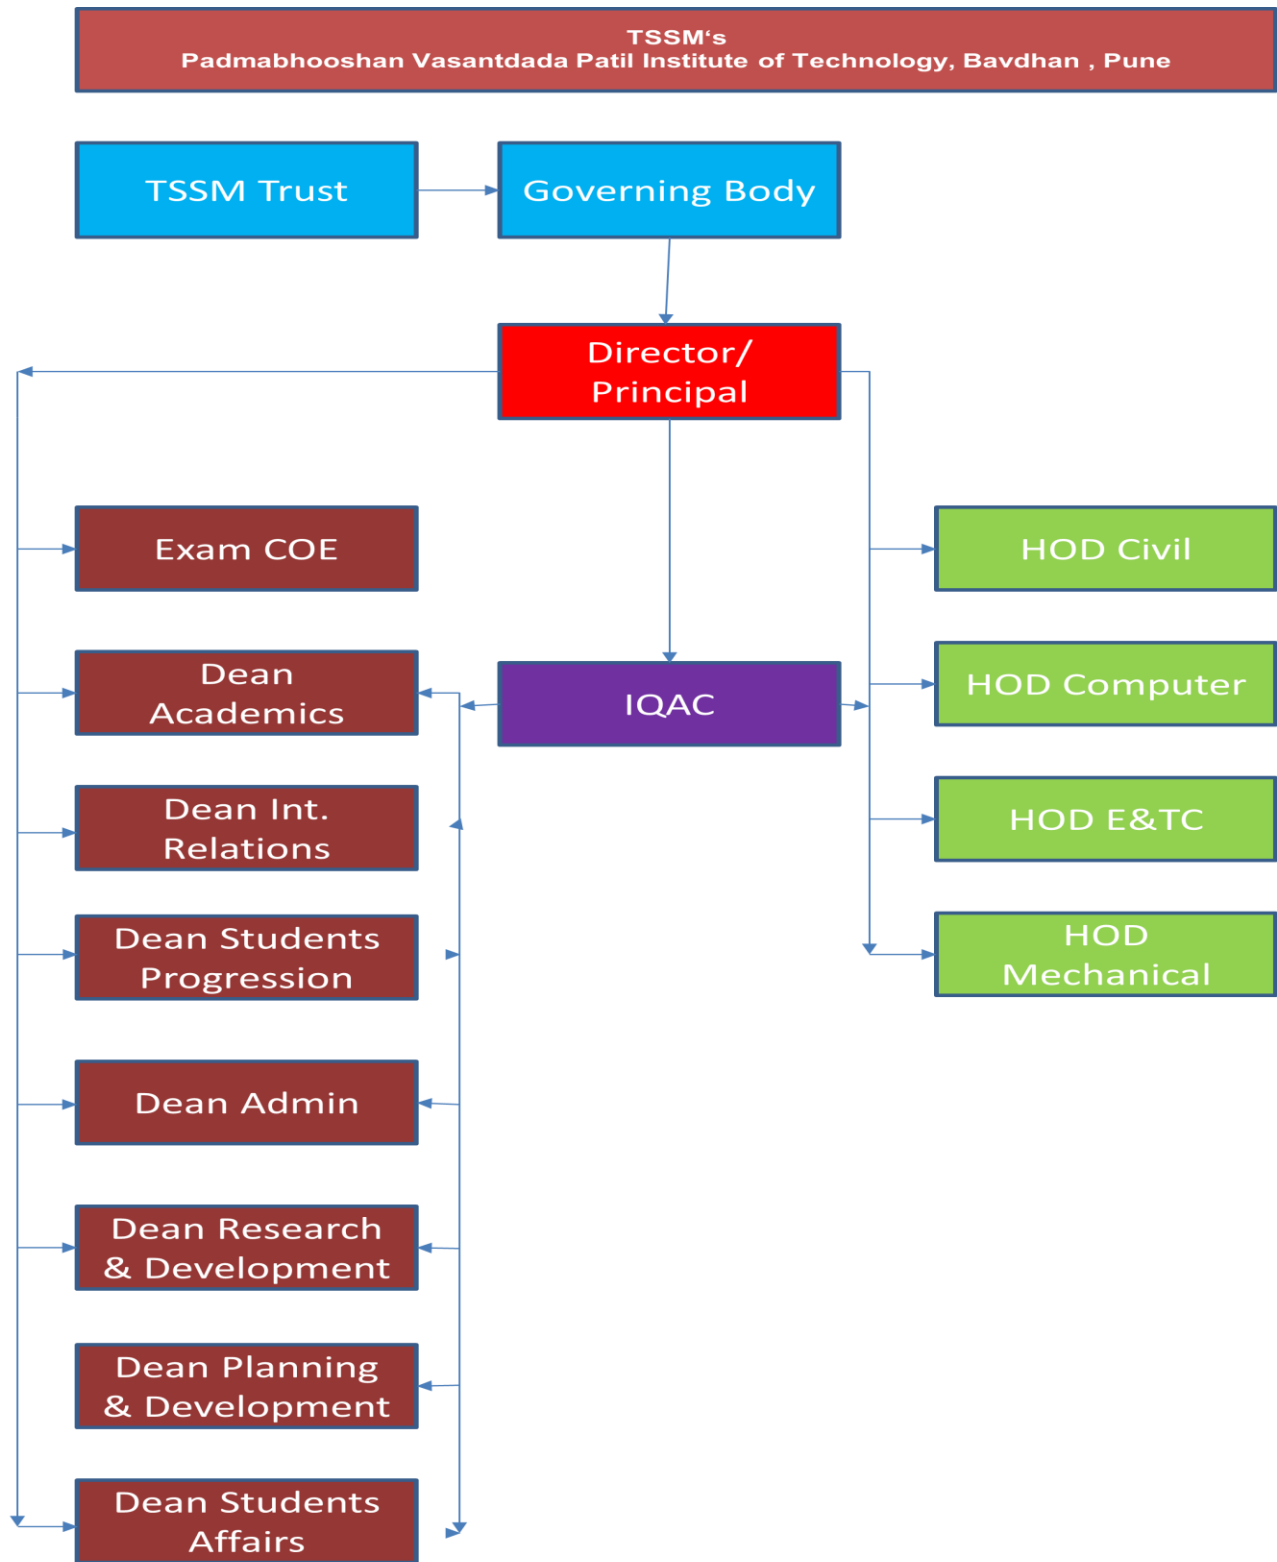 TSSM‘s
Padmabhooshan Vasantdada Patil Institute of Technology, Bavdhan , Pune
TSSM Trust
Governing Body
Director/
Principal
Exam COE
HOD Civil
Dean
Academics
IQAC
HOD Computer
Dean Int.
Relations
HOD E&TC
Dean Students
Progression
HOD
Mechanical
Dean Admin
Dean Research
& Development
Dean Planning
& Development
Dean Students
Affairs